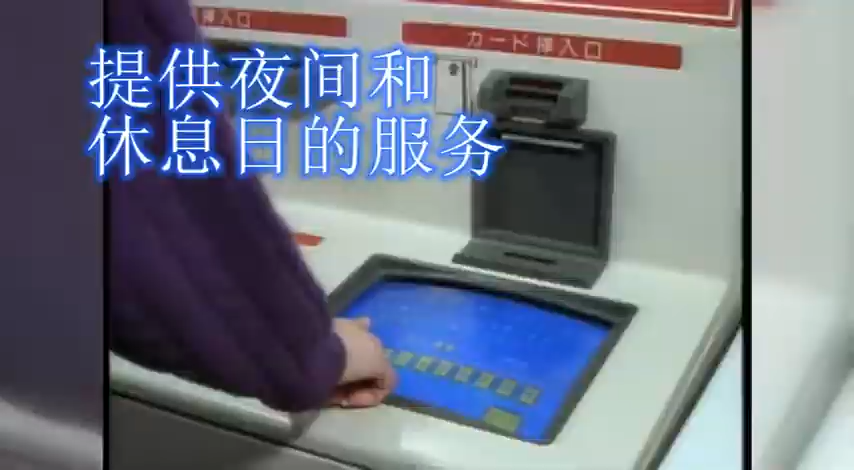 挿入口
カード挿入口
提供夜间和
休息日的服务